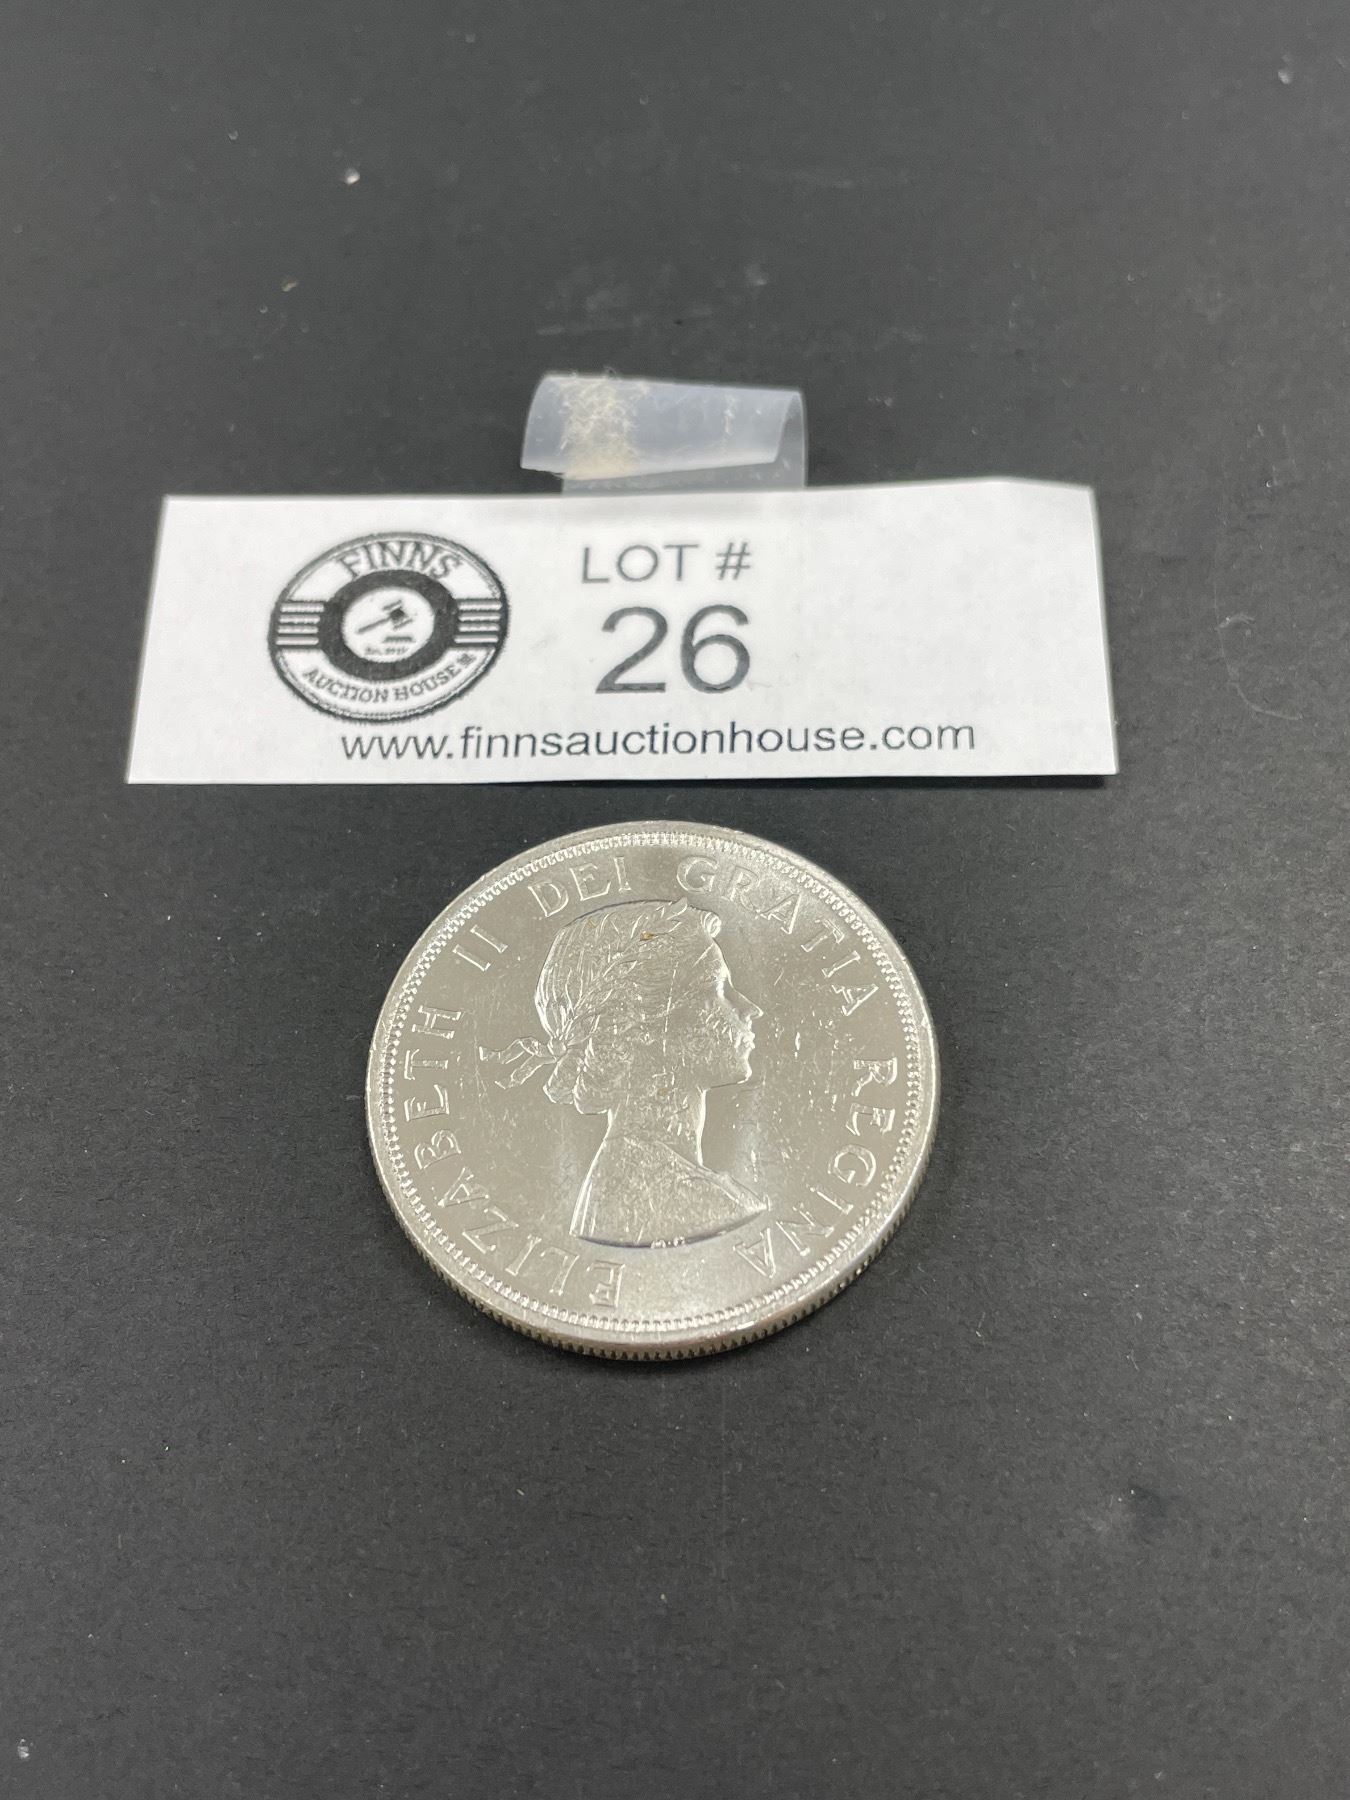 FINNS
AUCTION HOUSE
LOT #
26
www.finnsauctionhouse.com
ELIZABETH II DEI GRATIA REGINA